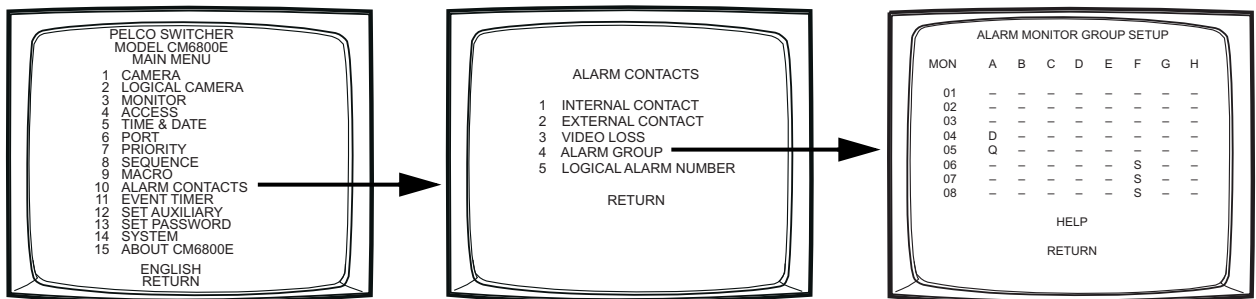 PELCO SWITCHER
MODEL CM6800E
MAIN MENU
1 CAMERA
2 LOGICAL CAMERA
3 MONITOR
4 ACCESS
5 TIME & DATE
6 PORT
7 PRIORITY
8 SEQUENCE
9 MACRO
10 ALARM CONTACTS
11 EVENT TIMER
12 SET AUXILIARY
13 SET PASSWORD
14 SYSTEM
15 ABOUT CM6800E
ENGLISH
RETURN
ALARM CONTACTS
1 INTERNAL CONTACT
2 EXTERNAL CONTACT
3 VIDEO LOSS
4 ALARM GROUP
5 LOGICAL ALARM NUMBER
RETURN
ALARM MONITOR GROUP SETUP
MON A B C D E F G H
01 – – – – – – – –
02 – – – – – – – –
03 – – – – – – – –
04 D – – – – – – –
05 Q – – – – – – –
06 – – – – – S – –
07 – – – – – S – –
08 – – – – – S – –
HELP
RETURN